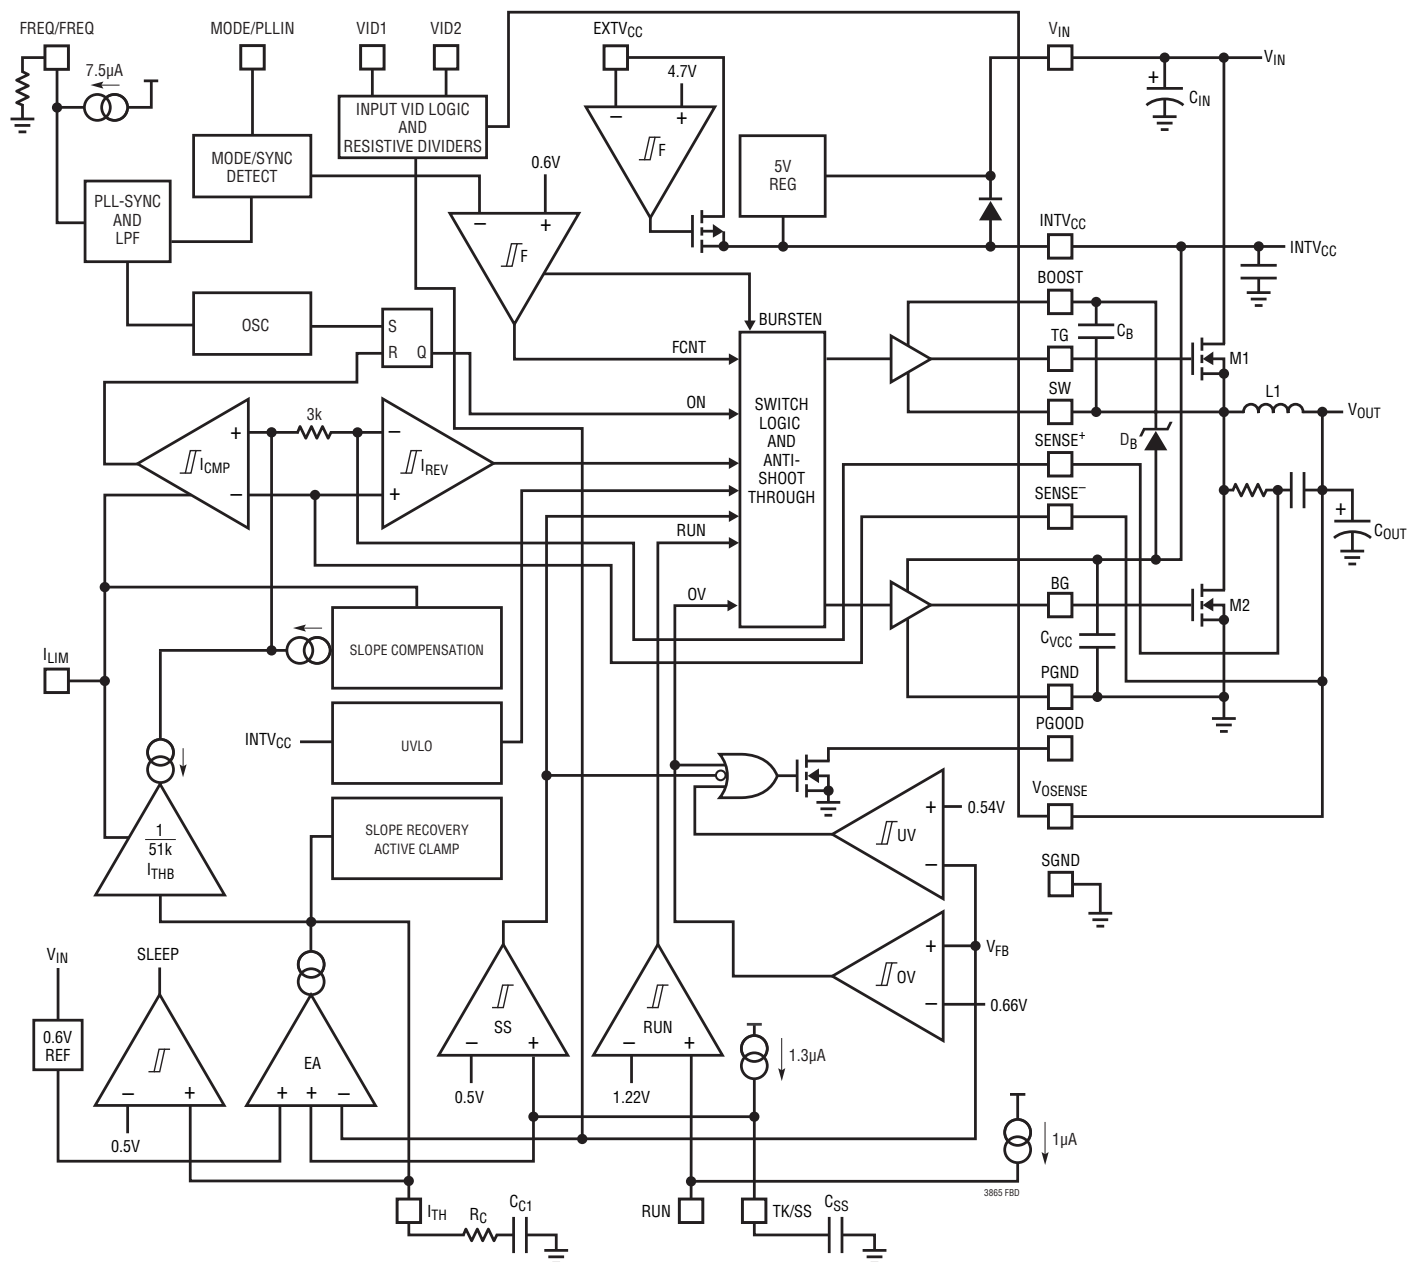 FREQ/FREQ
MODE/PLLIN
VID1
VID2
EXTVCC
VIN
VIN
7.5µA
4.7V
+
CIN
INPUT VID LOGIC
AND
RESISTIVE DIVIDERS
–
+
F
MODE/SYNC
DETECT
0.6V
5V
REG
PLL-SYNC
AND
LPF
–
+
F
INTVCC
INTVCC
BOOST
OSC
S
R
Q
BURSTEN
FCNT
TG
CB
M1
SW
L1
VOUT
ON
3k
+
–
ICMP
–
+
IREV
SWITCH
LOGIC
AND
ANTI-
SHOOT
THROUGH
SENSE+
DB
SENSE–
RUN
+
COUT
OV
BG
M2
SLOPE COMPENSATION
CVCC
ILIM
PGND
INTVCC
UVLO
PGOOD
VOSENSE
+
0.54V
UV
–
SLOPE RECOVERY
ACTIVE CLAMP
1
51k
ITHB
SGND
VIN
SLEEP
+
VFB
OV
–
0.66V
0.6V
REF
–
+
0.5V
EA
+
+
–
SS
–
+
0.5V
RUN
–
+
1.22V
1.3µA
1µA
3865 FBD
ITH
RC
CC1
RUN
TK/SS
CSS